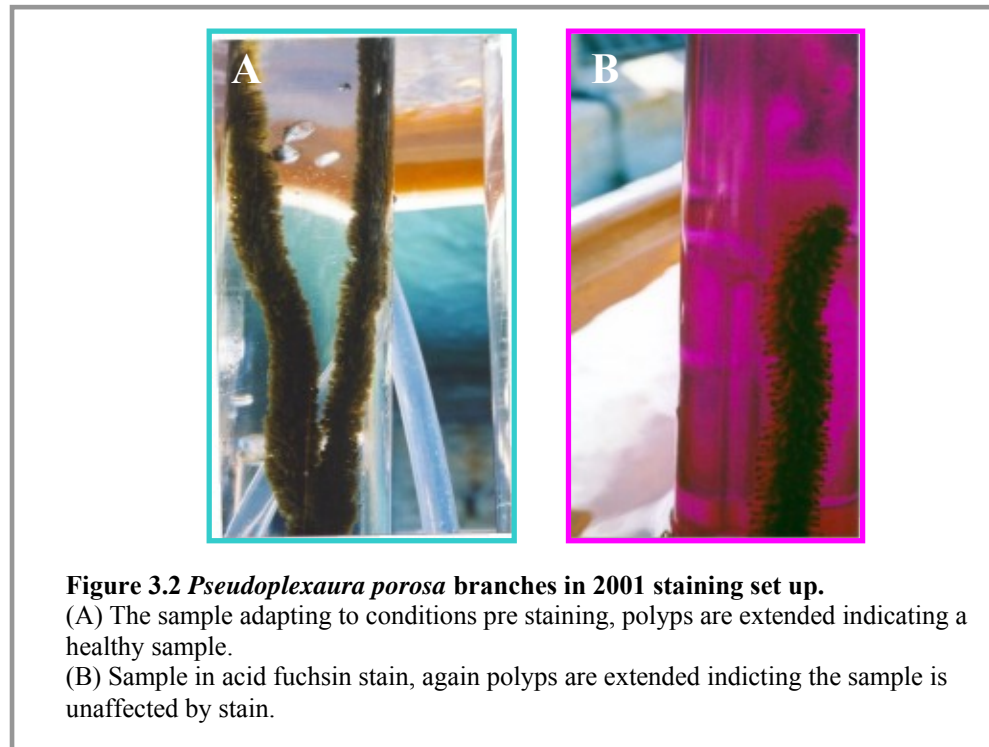 A
B
Figure 3.2 Pseudoplexaura porosa branches in 2001 staining set up.
(A) The sample adapting to conditions pre staining, polyps are extended indicating a
healthy sample.
(B) Sample in acid fuchsin stain, again polyps are extended indicting the sample is
unaffected by stain.